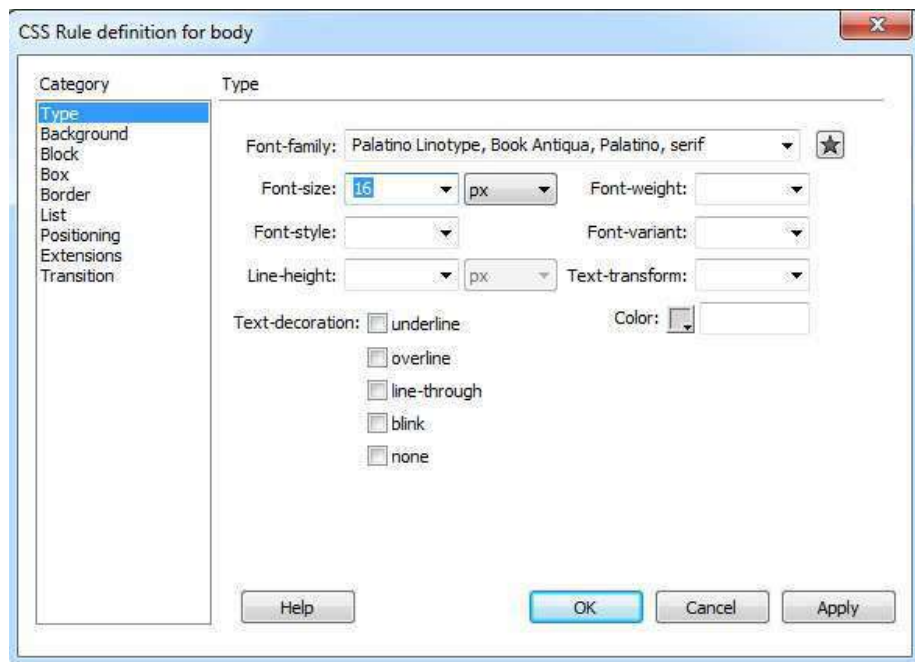 CSS Rule definition for body
Category
Type
Background
Block
Box
Border
List
Positioning
Extensions
Transition
Type
Font-family: Palatino Linotype, Book Antiqua, Palatino, serif
Font-size: 16 px Font-weight:
Font-style: Font-variant:
Line-height: px Text-transform:
Text-decoration: underline Color:
overline
line-through
blink
none
Help OK Cancel Apply